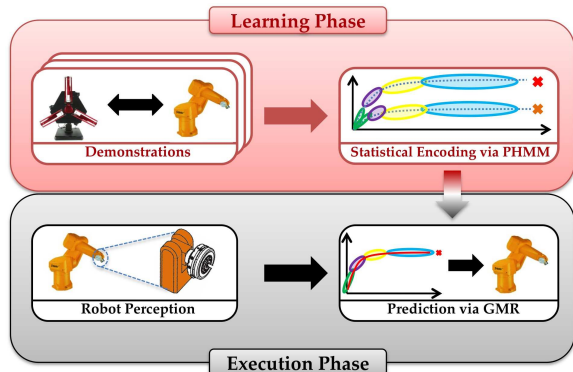 Learning Phase
Demonstrations
Statistical Encoding via PHMM
Robot Perception
Prediction via GMR
Execution Phase